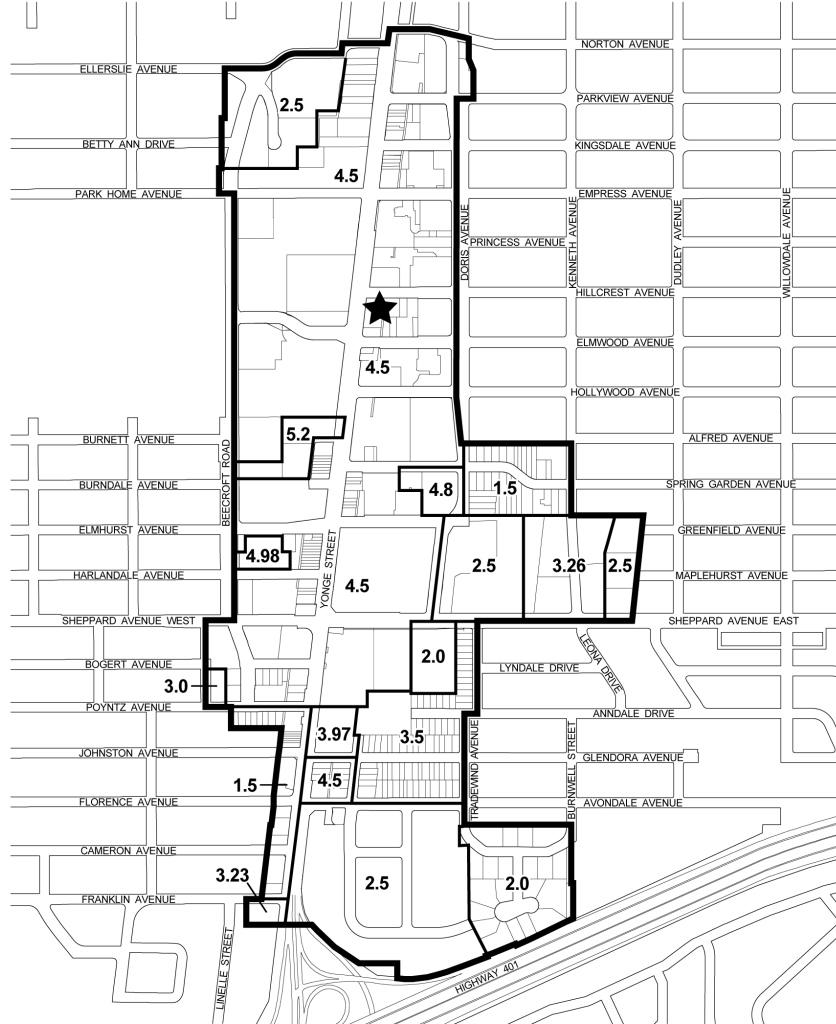 NORTON AVENUE
ELLERSLIE AVENUE
PARKVIEW AVENUE
2.5
BETTY ANN DRIVE
KINGSDALE AVENUE
4.5
PARK HOME AVENUE
EMPRESS AVENUE
DORIS AVENUE
PRINCESS AVENUE
KENNETH AVENUE
DUDLEY AVENUE
WILLOWDALE AVENUE
HILLCREST AVENUE
ELMWOOD AVENUE
4.5
HOLLYWOOD AVENUE
5.2
BURNETT AVENUE
ALFRED AVENUE
BEECROFT ROAD
BURNDALE AVENUE
4.8
1.5
SPRING GARDEN AVENUE
ELMHURST AVENUE
GREENFIELD AVENUE
4.98
YONGE STREET
4.5
2.5
3.26
2.5
HARLANDALE AVENUE
MAPLEHURST AVENUE
SHEPPARD AVENUE WEST
SHEPPARD AVENUE EAST
2.0
BOGERT AVENUE
LYNDALE DRIVE
LEONA DRIVE
3.0
POYNTZ AVENUE
ANNDALE DRIVE
3.97
3.5
TRADEWIND AVENUE
BURNWELL STREET
JOHNSTON AVENUE
GLENDORA AVENUE
1.5
4.5
FLORENCE AVENUE
AVONDALE AVENUE
CAMERON AVENUE
3.23
2.5
2.0
FRANKLIN AVENUE
LINELLE STREET
HIGHWAY 401